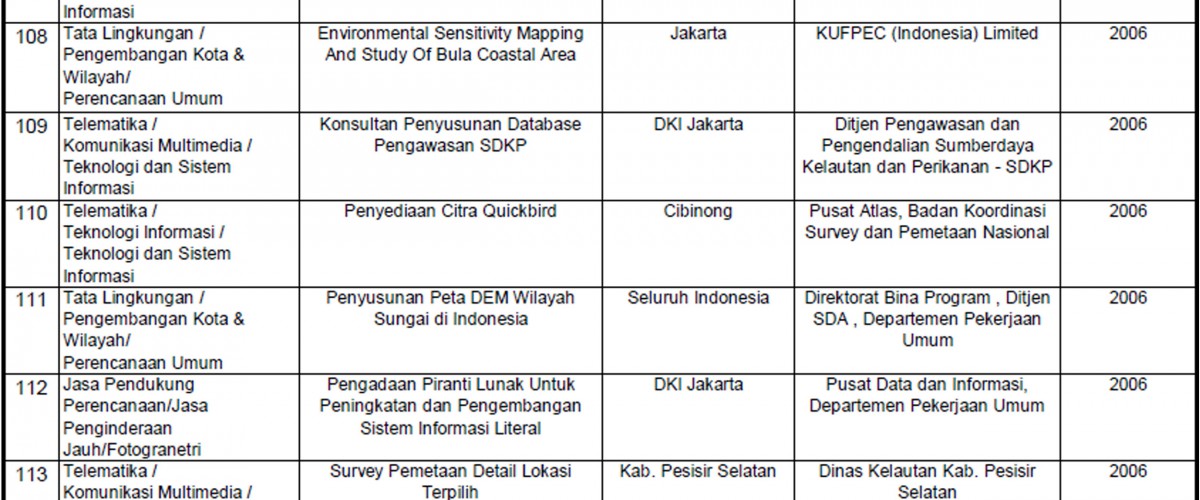 Informasi
108
Tata Lingkungan /
Pengembangan Kota &
Wilayah/
Perencanaan Umum
Environmental Sensitivity Mapping
And Study Of Bula Coastal Area
Jakarta
KUFPEC (Indonesia) Limited
2006
109
Telematika /
Komunikasi Multimedia /
Teknologi dan Sistem
Informasi
Konsultan Penyusunan Database
Pengawasan SDKP
DKI Jakarta
Ditjen Pengawasan dan
Pengendalian Sumberdaya
Kelautan dan Perikanan - SDKP
2006
110
Telematika /
Teknologi Informasi /
Teknologi dan Sistem
Informasi
Penyediaan Citra Quickbird
Cibinong
Pusat Atlas, Badan Koordinasi
Survey dan Pemetaan Nasional
2006
111
Tata Lingkungan /
Pengembangan Kota &
Wilayah/
Perencanaan Umum
Penyusunan Peta DEM Wilayah
Sungai di Indonesia
Seluruh Indonesia
Direktorat Bina Program , Ditjen
SDA , Departemen Pekerjaan
Umum
2006
112
Jasa Pendukung
Perencanaan/Jasa
Penginderaan
Jauh/Fotogranetri
Pengadaan Piranti Lunak Untuk
Peningkatan dan Pengembangan
Sistem Informasi Literal
DKI Jakarta
Pusat Data dan Informasi,
Departemen Pekerjaan Umum
2006
113
Telematika /
Komunikasi Multimedia /
Survey Pemetaan Detail Lokasi
Terpilih
Kab. Pesisir Selatan
Dinas Kelautan Kab. Pesisir
Selatan
2006